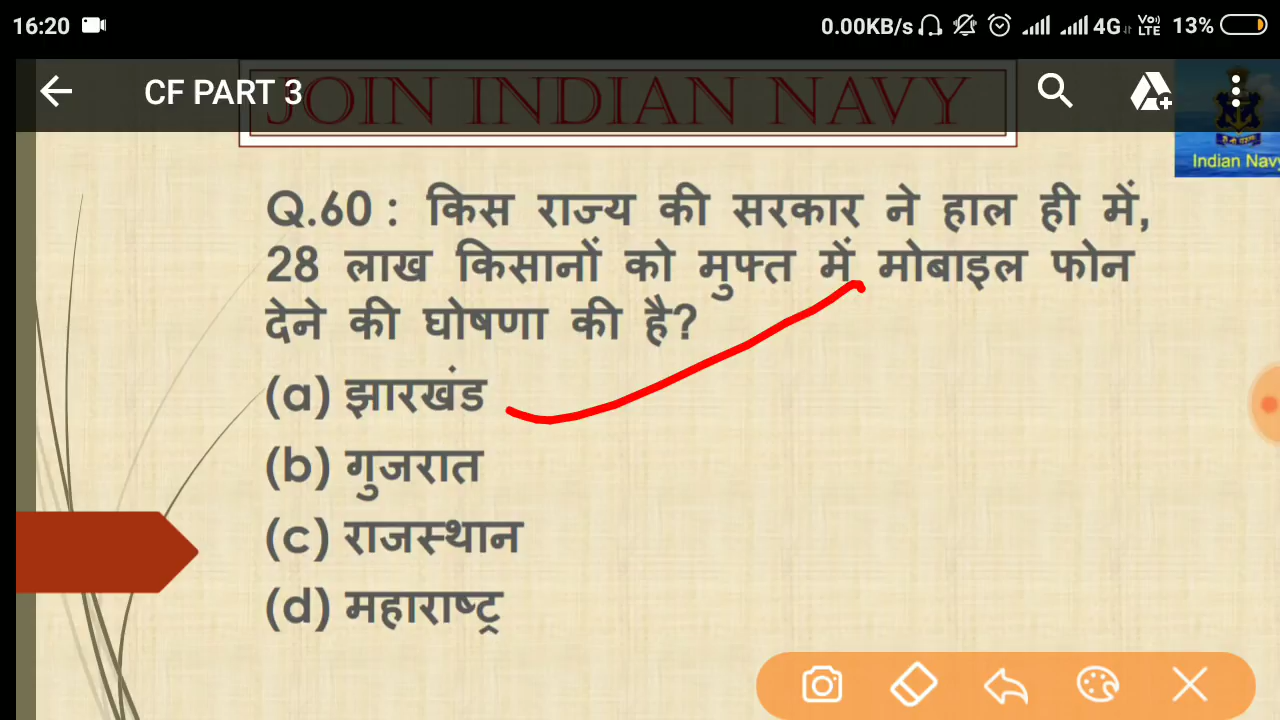 16:20 0.00KB/s 4G VoLTE 13%
CF PART 3
JOIN INDIAN NAVY
Indian Navy
Q.60 : किस राज्य की सरकार ने हाल ही में,
28 लाख किसानों को मुफ्त में मोबाइल फोन
देने की घोषणा की है?
(a) झारखंड
(b) गुजरात
(c) राजस्थान
(d) महाराष्ट्र